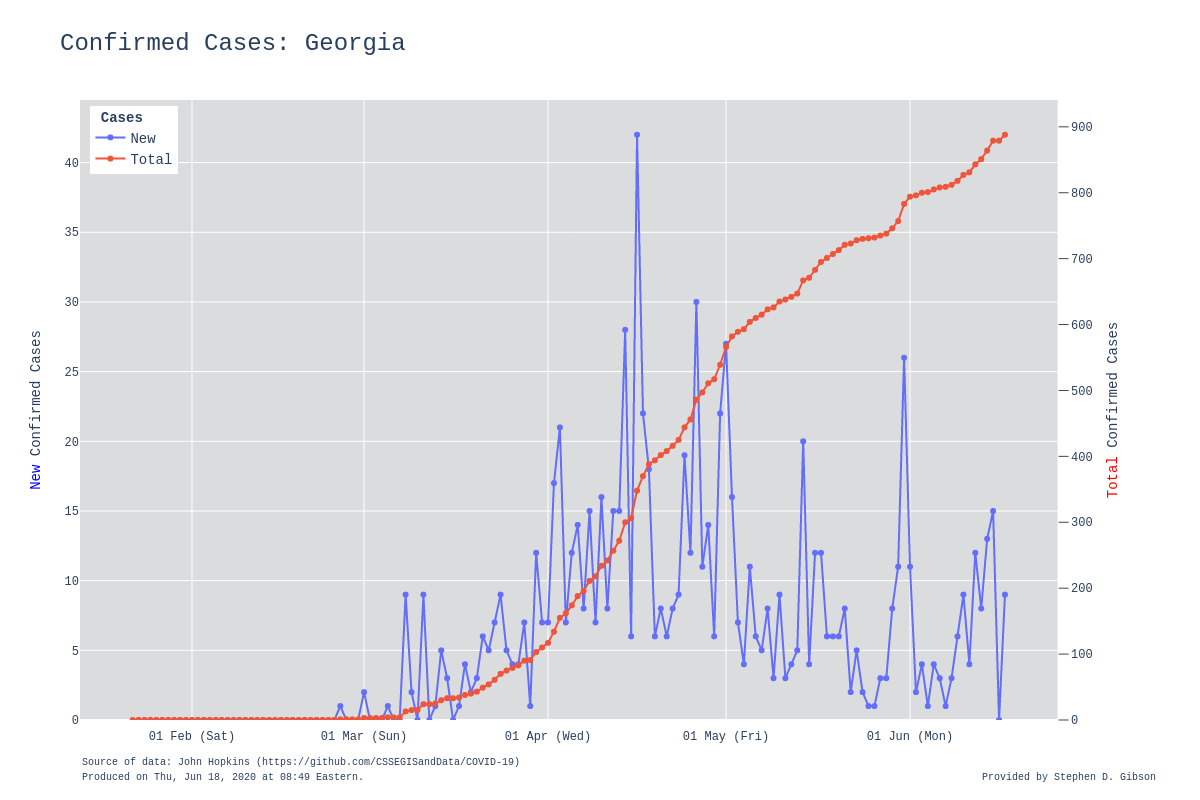 Confirmed Cases: Georgia
Cases
New
Total
40
35
30
25
20
15
10
5
0
900
800
700
600
500
400
300
200
100
0
New Confirmed Cases
Total Confirmed Cases
01 Feb (Sat)
01 Mar (Sun)
01 Apr (Wed)
01 May (Fri)
01 Jun (Mon)
Source of data: John Hopkins (https://github.com/CSSEGISandData/COVID-19)
Produced on Thu, Jun 18, 2020 at 08:49 Eastern.
Provided by Stephen D. Gibson